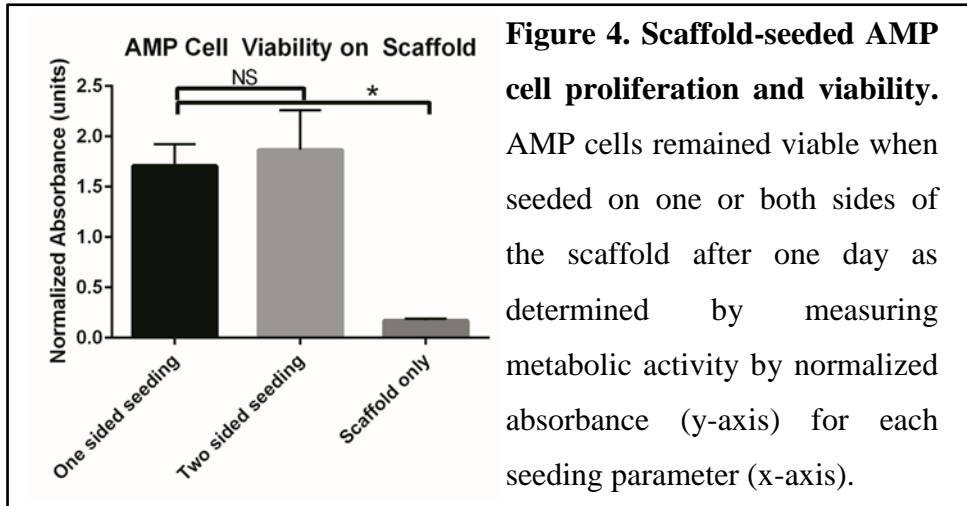 AMP Cell Viability on Scaffold
NS
*
2.5
2.0
1.5
1.0
0.5
0.0
Normalized Absorbance (units)
One sided seeding
Two sided seeding
Scaffold only
Figure 4. Scaffold-seeded AMP
cell proliferation and viability.
AMP cells remained viable when
seeded on one or both sides of
the scaffold after one day as
determined by measuring
metabolic activity by normalized
absorbance (y-axis) for each
seeding parameter (x-axis).